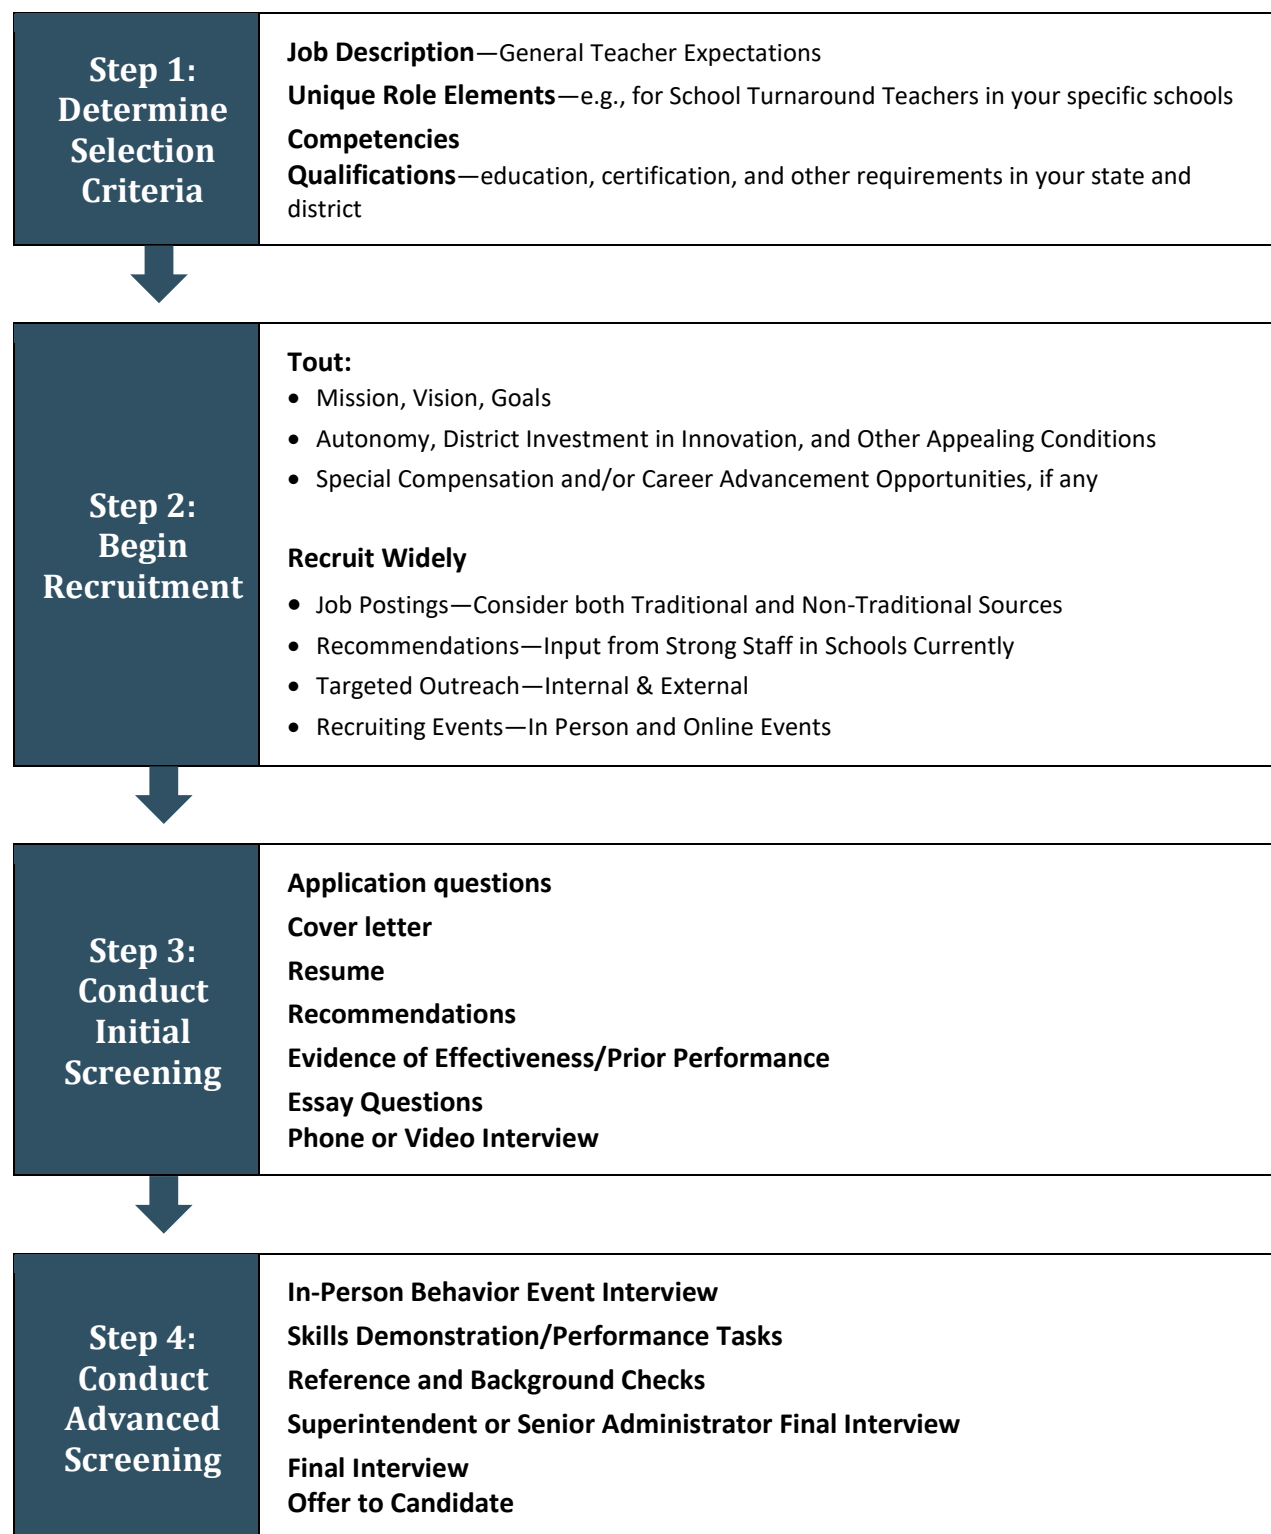 Step 1:
Determine
Selection
Criteria
Job Description—General Teacher Expectations
Unique Role Elements—e.g., for School Turnaround Teachers in your specific schools
Competencies
Qualifications—education, certification, and other requirements in your state and
district
Step 2:
Begin
Recruitment
Tout:
• Mission, Vision, Goals
• Autonomy, District Investment in Innovation, and Other Appealing Conditions
• Special Compensation and/or Career Advancement Opportunities, if any
Recruit Widely
• Job Postings—Consider both Traditional and Non-Traditional Sources
• Recommendations—Input from Strong Staff in Schools Currently
• Targeted Outreach—Internal & External
• Recruiting Events—In Person and Online Events
Step 3:
Conduct
Initial
Screening
Application questions
Cover letter
Resume
Recommendations
Evidence of Effectiveness/Prior Performance
Essay Questions
Phone or Video Interview
Step 4:
Conduct
Advanced
Screening
In-Person Behavior Event Interview
Skills Demonstration/Performance Tasks
Reference and Background Checks
Superintendent or Senior Administrator Final Interview
Final Interview
Offer to Candidate